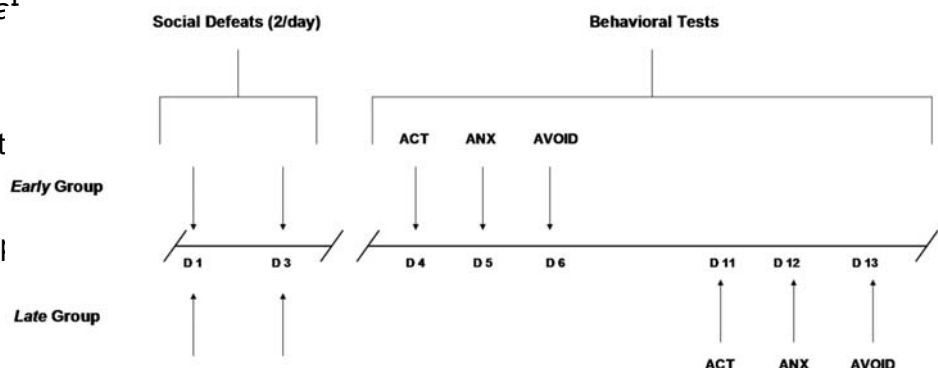 Social Defeats (2/day) Behavioral Tests
ACT ANX AVOID
Early Group
D 1 D 3 D 4 D 5 D 6 D 11 D 12 D 13
Late Group
ACT ANX AVOID